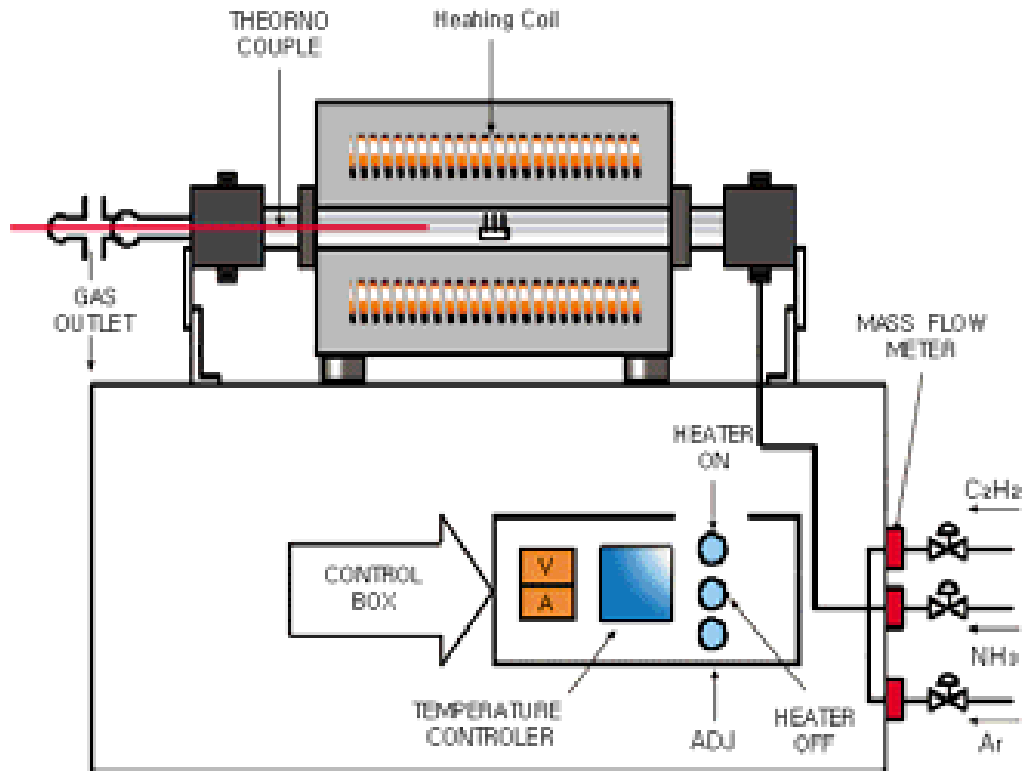 THEORNO
COUPLE
Heahing Coil
GAS
OUTLET
MASS FLOW
METER
HEATER
ON
C₂H₂
CONTROL
BOX
V
A
NH₃
TEMPERATURE
CONTROLER
ADJ
HEATER
OFF
Ar